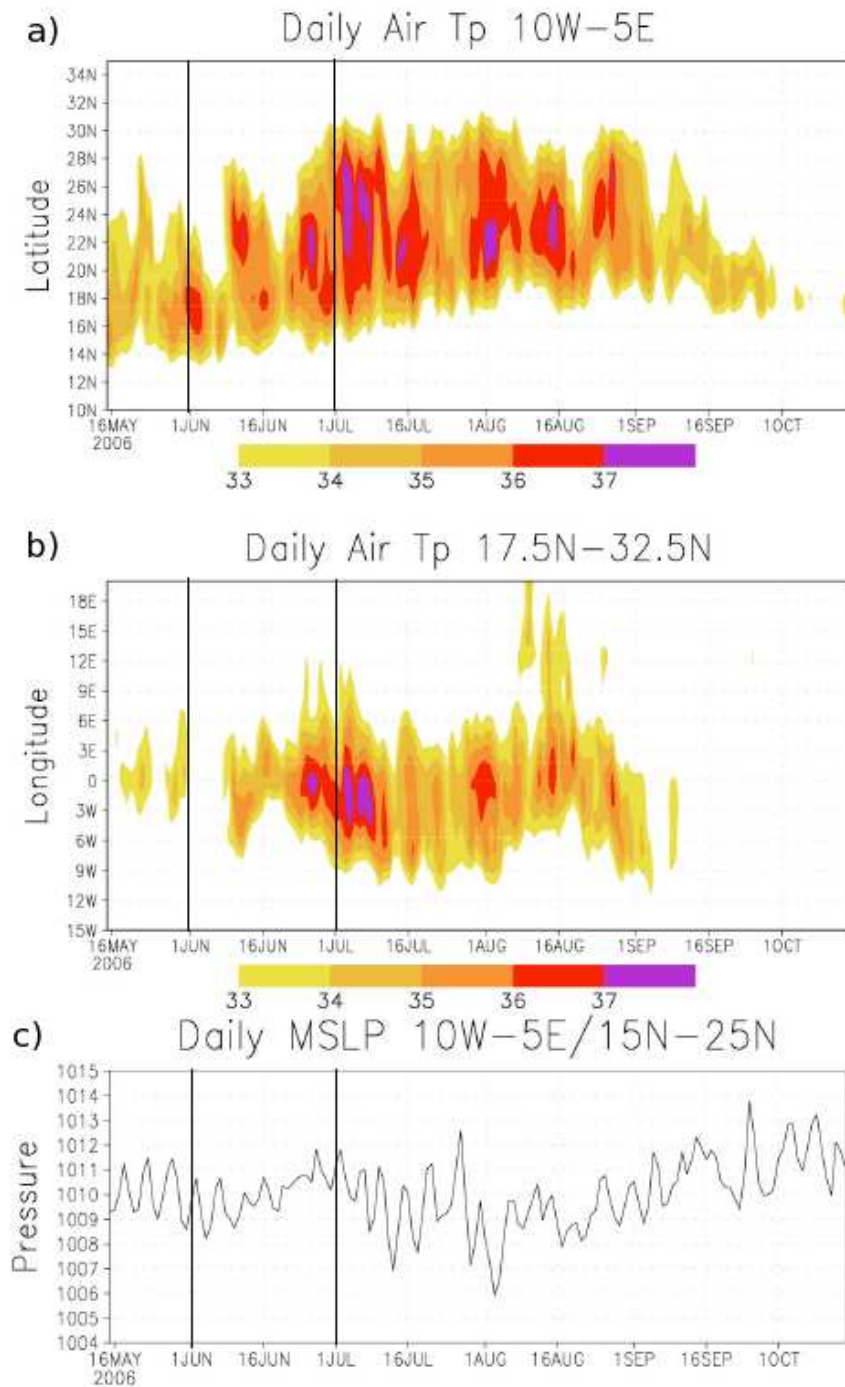 a)
Daily Air Tp 10W–5E
Latitude
34N
32N
30N
28N
26N
24N
22N
20N
18N
16N
14N
12N
10N
16MAY 1JUN 16JUN 1JUL 16JUL 1AUG 16AUG 1SEP 16SEP 1OCT
2006
33 34 35 36 37
b)
Daily Air Tp 17.5N–32.5N
Longitude
18E
15E
12E
9E
6E
3E
0
3W
6W
9W
12W
15W
16MAY 1JUN 16JUN 1JUL 16JUL 1AUG 16AUG 1SEP 16SEP 1OCT
2006
33 34 35 36 37
c)
Daily MSLP 10W–5E/15N–25N
Pressure
1015
1014
1013
1012
1011
1010
1009
1008
1007
1006
1005
1004
16MAY 1JUN 16JUN 1JUL 16JUL 1AUG 16AUG 1SEP 16SEP 1OCT
2006